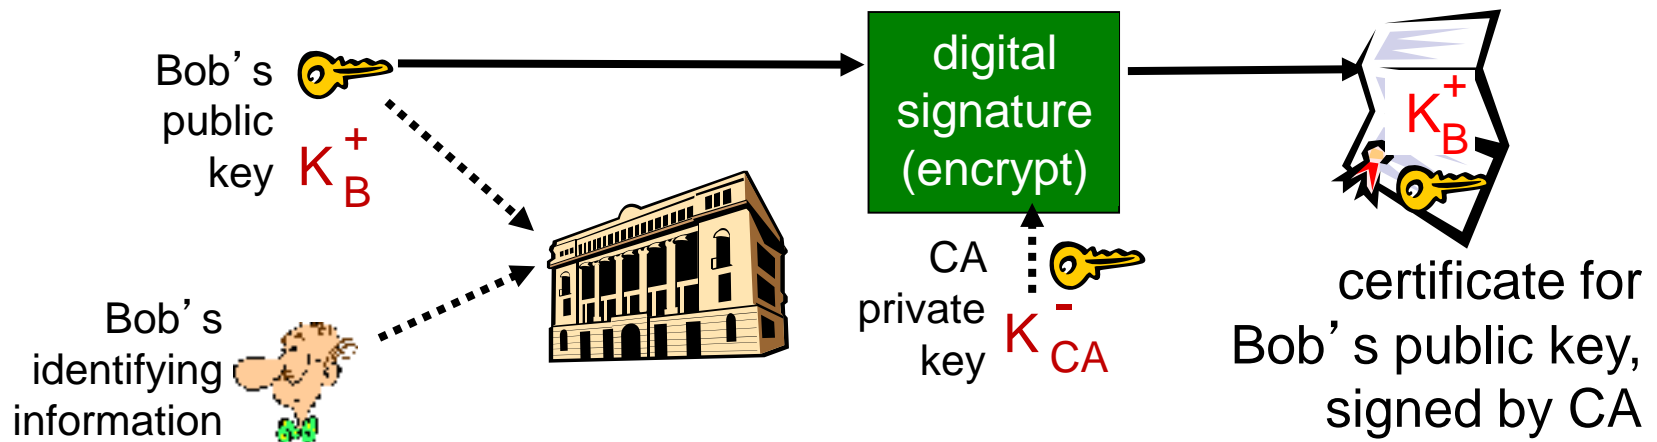 Bob’s
public
key
K
+
B
Bob’s
identifying
information
digital
signature
(encrypt)
CA
private
key
K
-
CA
K
+
B
certificate for
Bob’s public key,
signed by CA